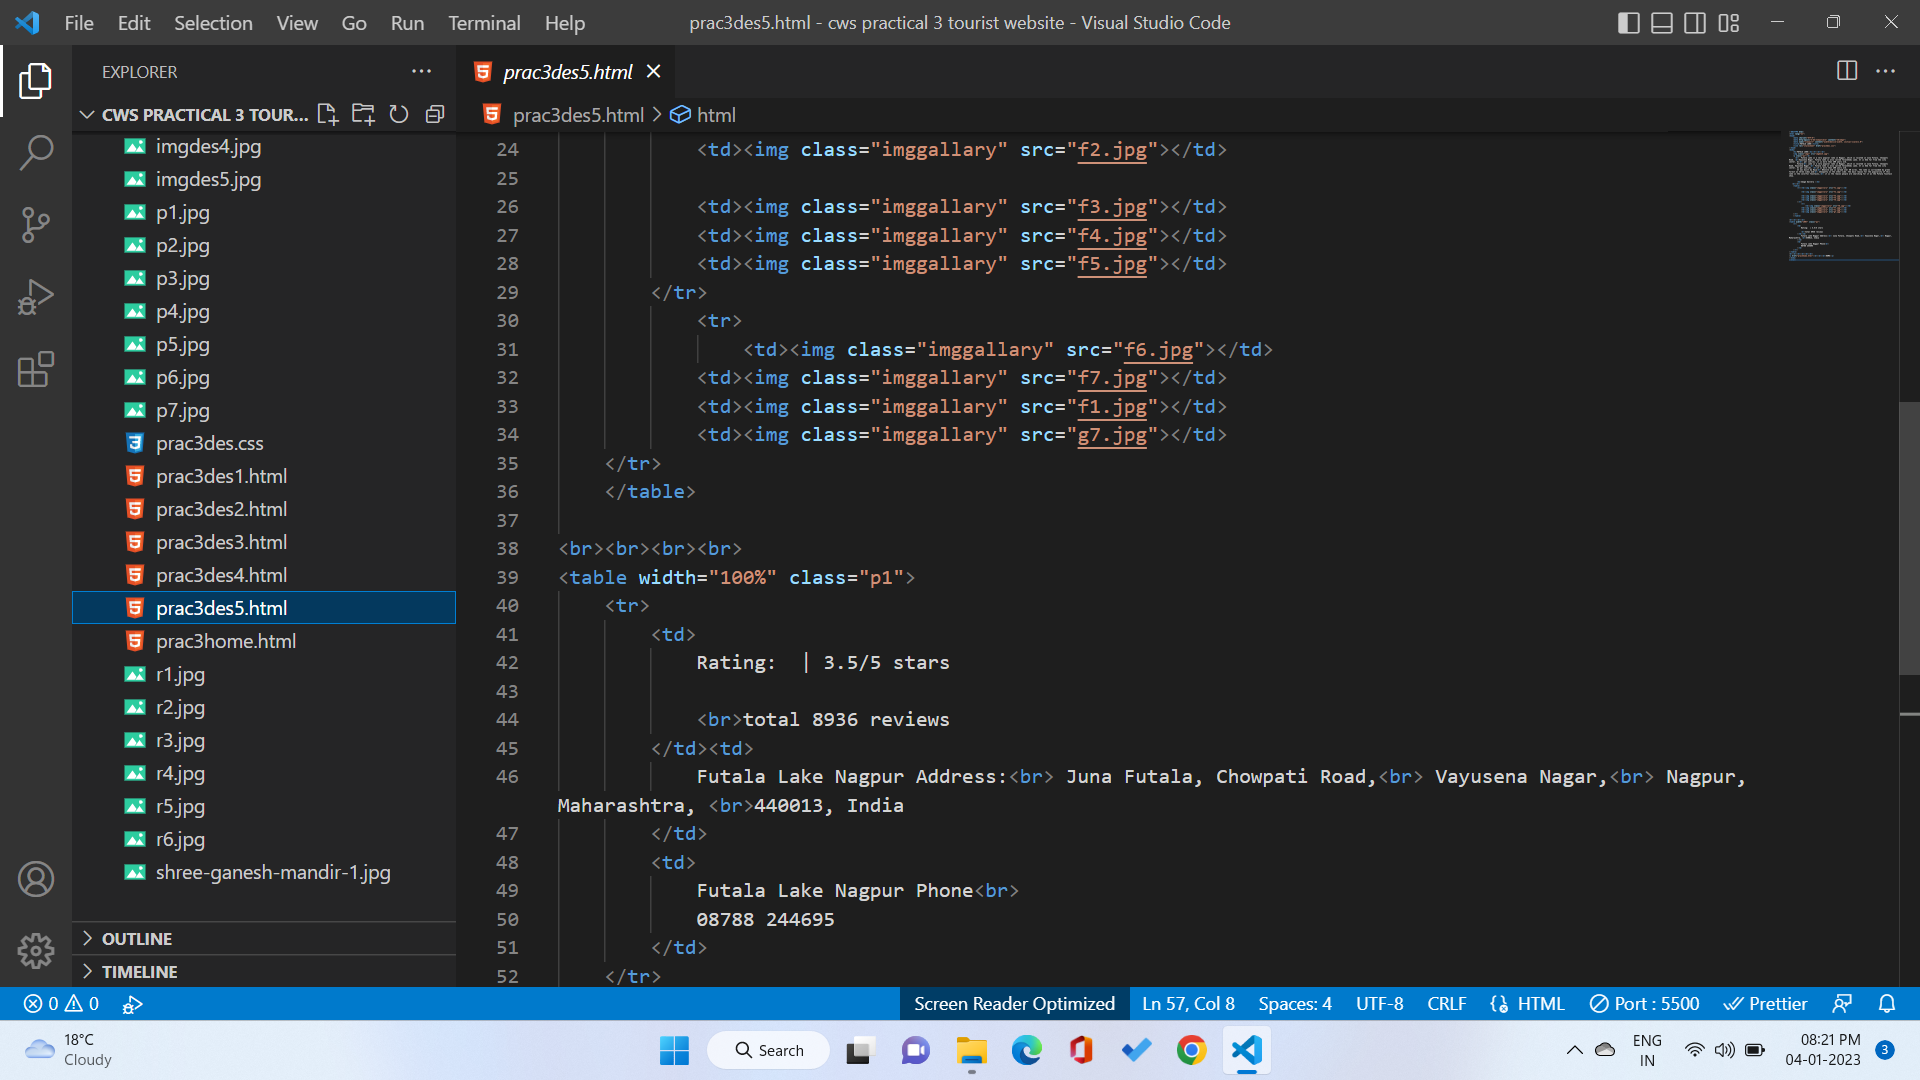 File Edit Selection View Go Run Terminal Help
prac3des5.html - cws practical 3 tourist website - Visual Studio Code
EXPLORER
CWS PRACTICAL 3 TOUR...
imgdes4.jpg
imgdes5.jpg
p1.jpg
p2.jpg
p3.jpg
p4.jpg
p5.jpg
p6.jpg
p7.jpg
prac3des.css
prac3des1.html
prac3des2.html
prac3des3.html
prac3des4.html
prac3des5.html
prac3home.html
r1.jpg
r2.jpg
r3.jpg
r4.jpg
r5.jpg
r6.jpg
shree-ganesh-mandir-1.jpg
OUTLINE
TIMELINE
prac3des5.html
prac3des5.html > html
24 <td><img class="imggallary" src="f2.jpg"></td>
25
26 <td><img class="imggallary" src="f3.jpg"></td>
27 <td><img class="imggallary" src="f4.jpg"></td>
28 <td><img class="imggallary" src="f5.jpg"></td>
29 </tr>
30 <tr>
31 <td><img class="imggallary" src="f6.jpg"></td>
32 <td><img class="imggallary" src="f7.jpg"></td>
33 <td><img class="imggallary" src="f1.jpg"></td>
34 <td><img class="imggallary" src="g7.jpg"></td>
35 </tr>
36 </table>
37
38 <br><br><br><br>
39 <table width="100%" class="p1">
40 <tr>
41 <td>
42 Rating: | 3.5/5 stars
43
44 <br>total 8936 reviews
45 </td><td>
46 Futala Lake Nagpur Address:<br> Juna Futala, Chowpati Road,<br> Vayusena Nagar,<br> Nagpur,
Maharashtra, <br>440013, India
47 </td>
48 <td>
49 Futala Lake Nagpur Phone<br>
50 08788 244695
51 </td>
52 </tr>
0 0
Screen Reader Optimized Ln 57, Col 8 Spaces: 4 UTF-8 CRLF HTML Port : 5500 Prettier
18°C
Cloudy
Search
ENG
IN
08:21 PM
04-01-2023
3